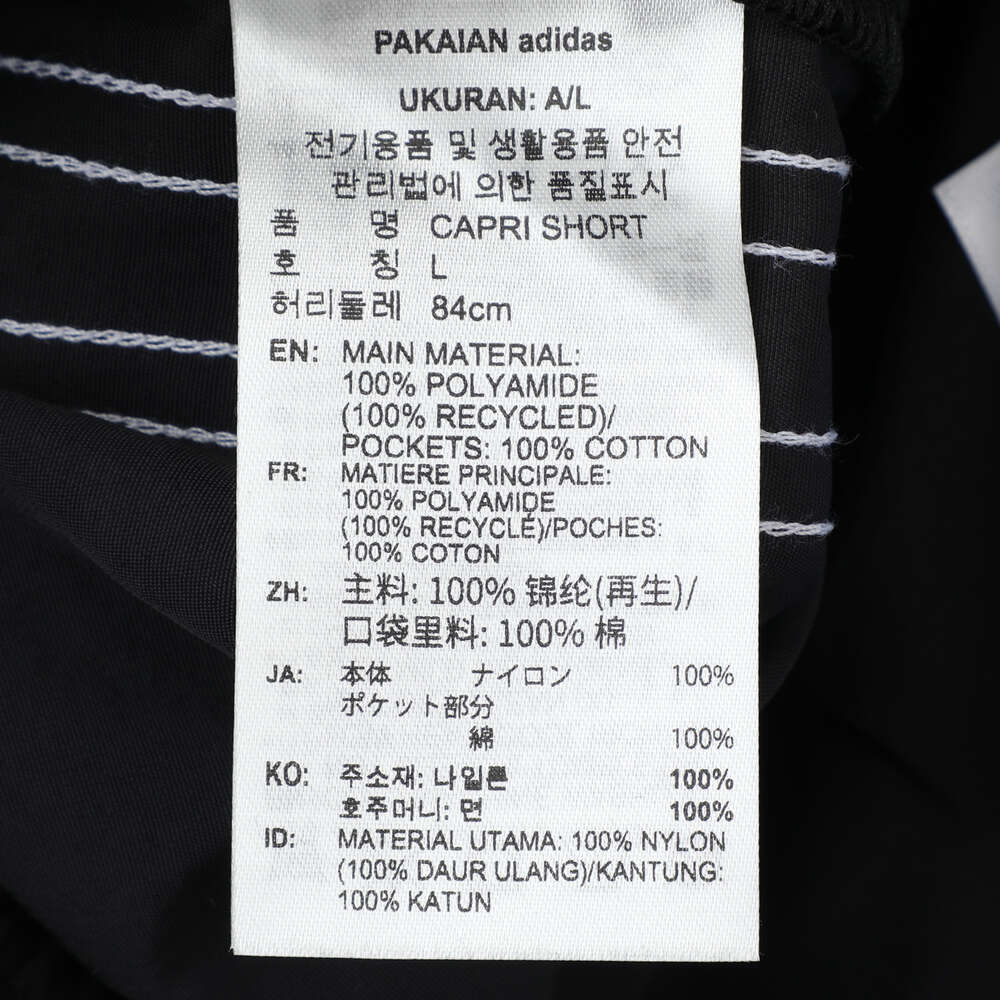 PAKAIAN adidas
UKURAN: A/L
전기용품 및 생활용품 안전
관리법에 의한 품질표시
품 명 CAPRI SHORT
호 칭 L
허리둘레 84cm
EN: MAIN MATERIAL:
100% POLYAMIDE
(100% RECYCLED)/
POCKETS: 100% COTTON
FR: MATIERE PRINCIPALE:
100% POLYAMIDE
(100% RECYCLÉ)/POCHES:
100% COTON
ZH: 主料: 100% 锦纶(再生)/
口袋里料: 100% 棉
JA: 本体 ナイロン 100%
ポケット部分
綿 100%
KO: 주소재: 나일론 100%
호주머니: 면 100%
ID: MATERIAL UTAMA: 100% NYLON
(100% DAUR ULANG)/KANTUNG:
100% KATUN